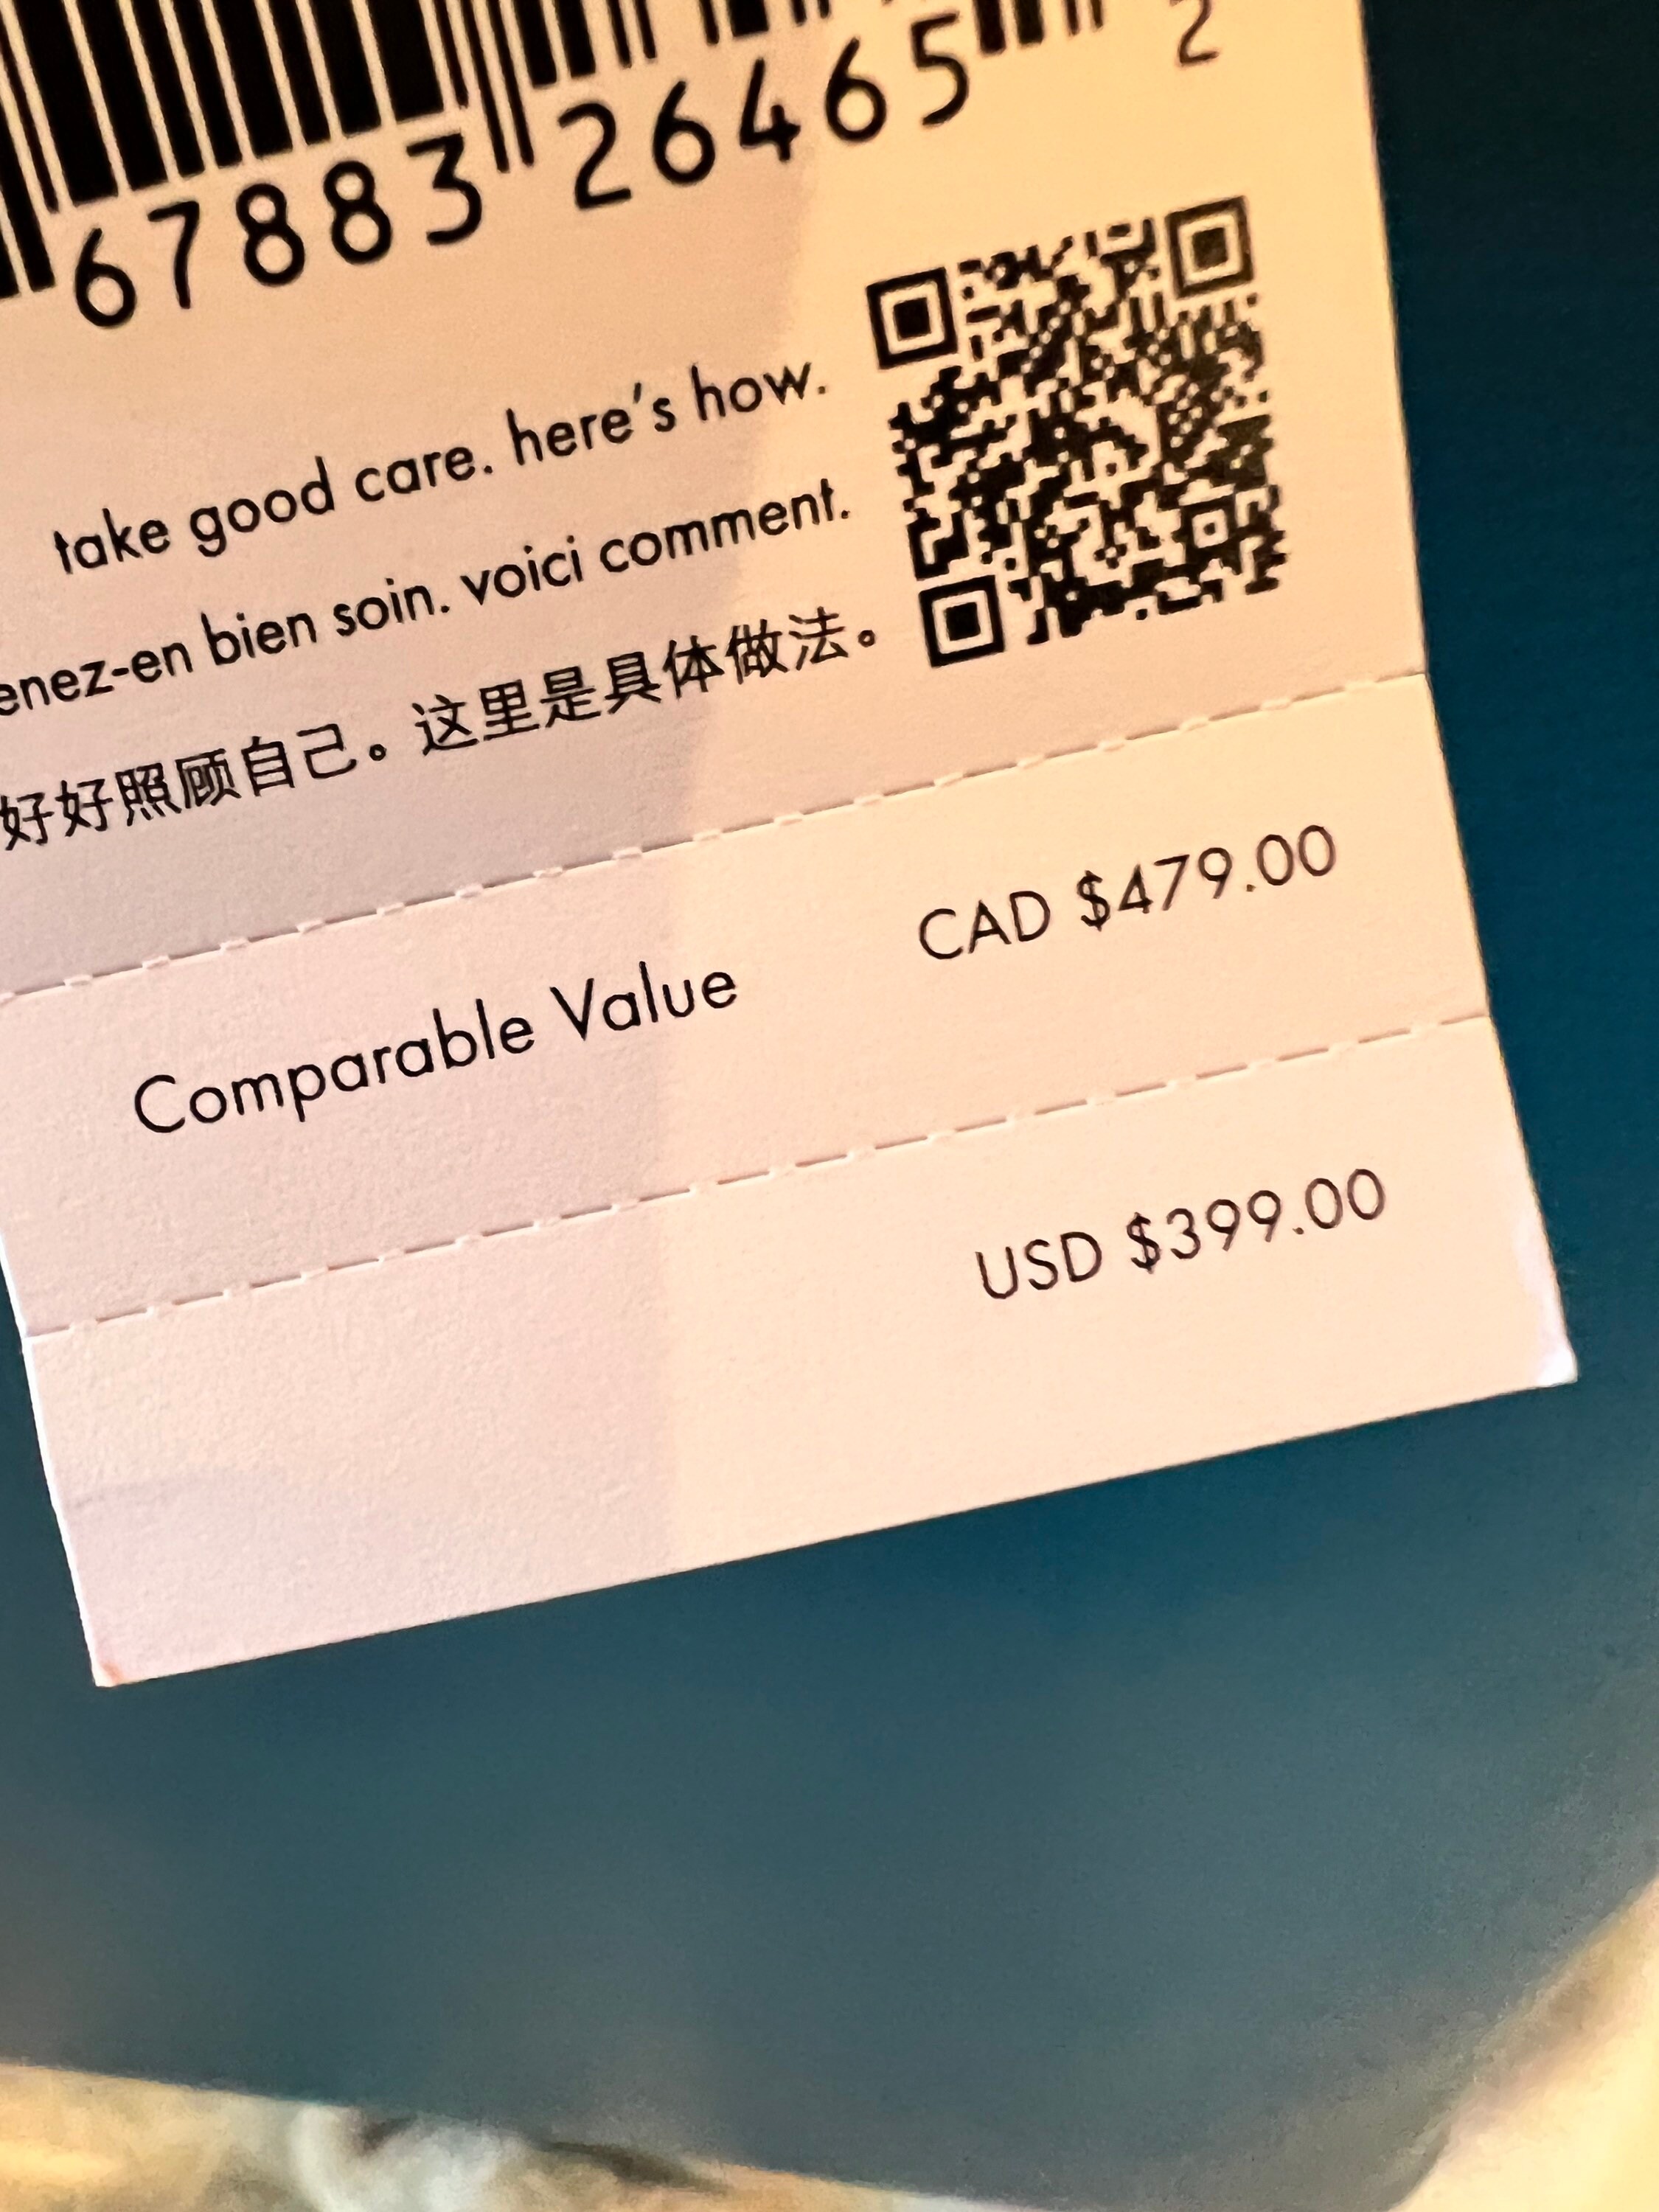 67883 26465 2
take good care. here's how.
enez-en bien soin. voici comment.
好好照顾自己。这里是具体做法。
Comparable Value CAD $479.00
USD $399.00